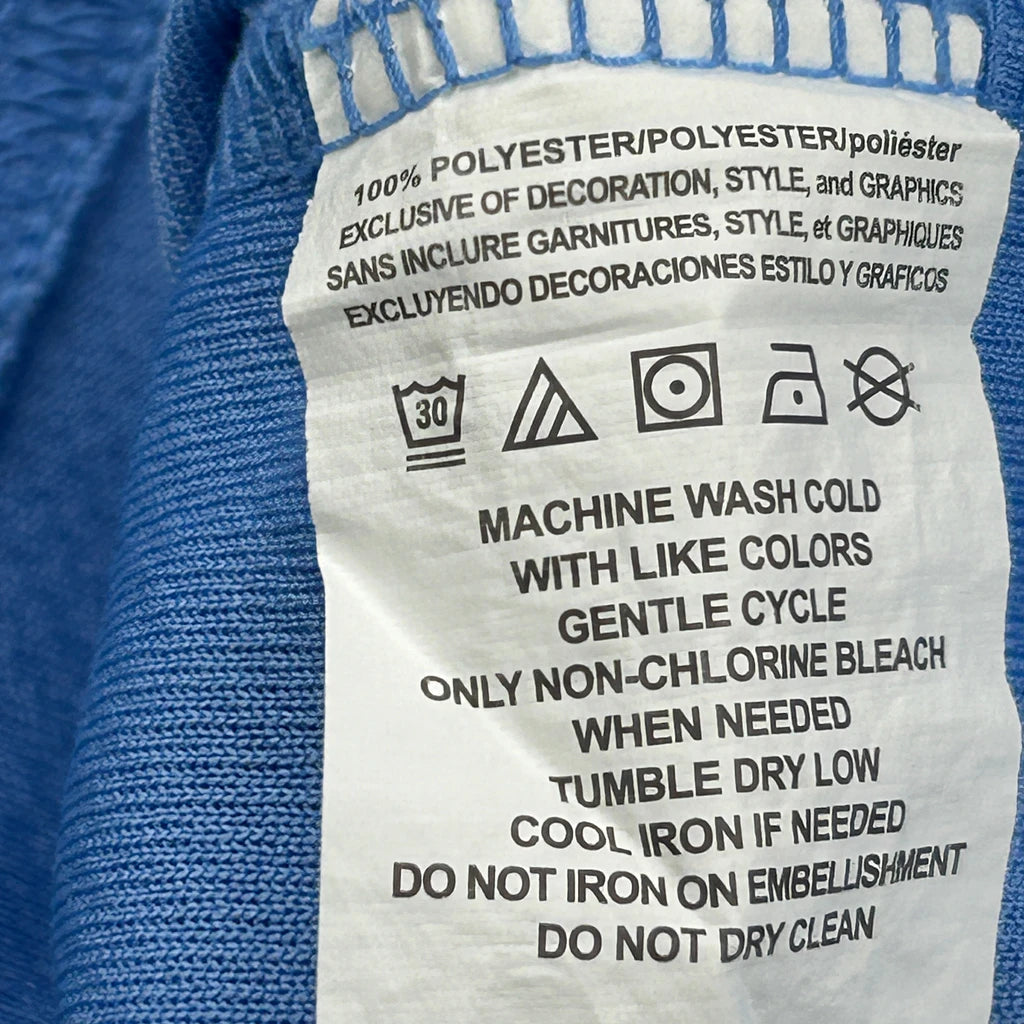 100% POLYESTER/POLYESTER/poliéster
EXCLUSIVE OF DECORATION, STYLE, and GRAPHICS
SANS INCLURE GARNITURES, STYLE, et GRAPHIQUES
EXCLUYENDO DECORACIONES ESTILO Y GRAFICOS
30
MACHINE WASH COLD
WITH LIKE COLORS
GENTLE CYCLE
ONLY NON-CHLORINE BLEACH
WHEN NEEDED
TUMBLE DRY LOW
COOL IRON IF NEEDED
DO NOT IRON ON EMBELLISHMENT
DO NOT DRY CLEAN